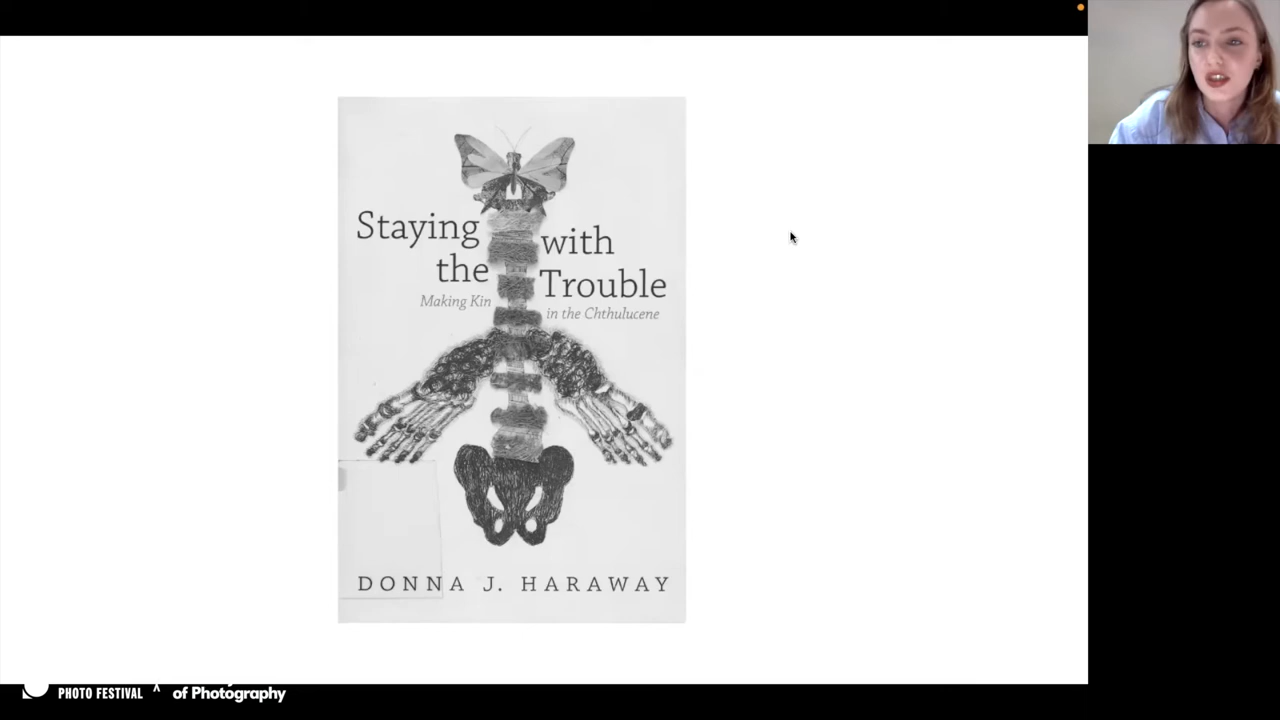 Staying with
the Trouble
Making Kin in the Chthulucene
DONNA J. HARAWAY
PHOTO FESTIVAL
of Photography